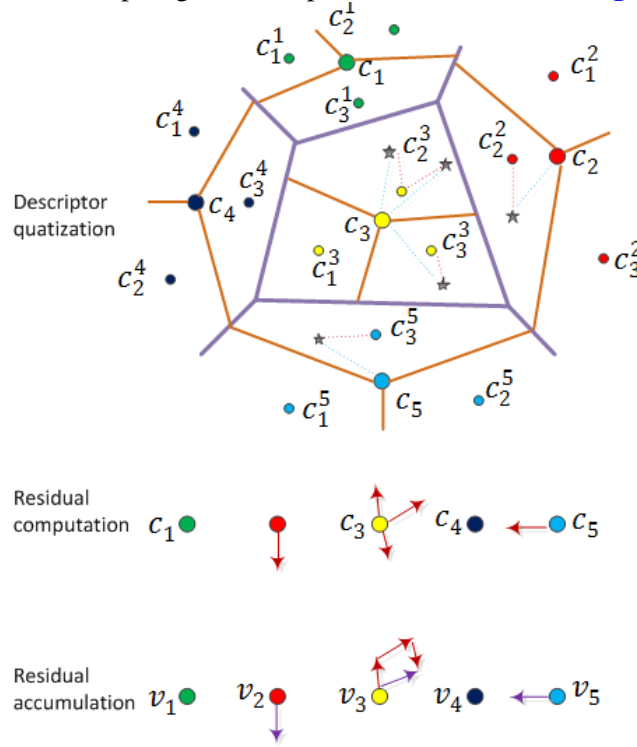 c_2^1
c_1^1
c_1
c_1^2
c_3^1
c_1^4
c_2^3
c_2^2
c_2
c_3^4
Descriptor
quatization
c_4
c_3
c_1^3
c_3^3
c_3^2
c_2^4
c_3^5
c_1^5
c_5
c_2^5
Residual
computation
c_1 c_3 c_4 c_5
Residual
accumulation
v_1 v_2 v_3 v_4 v_5